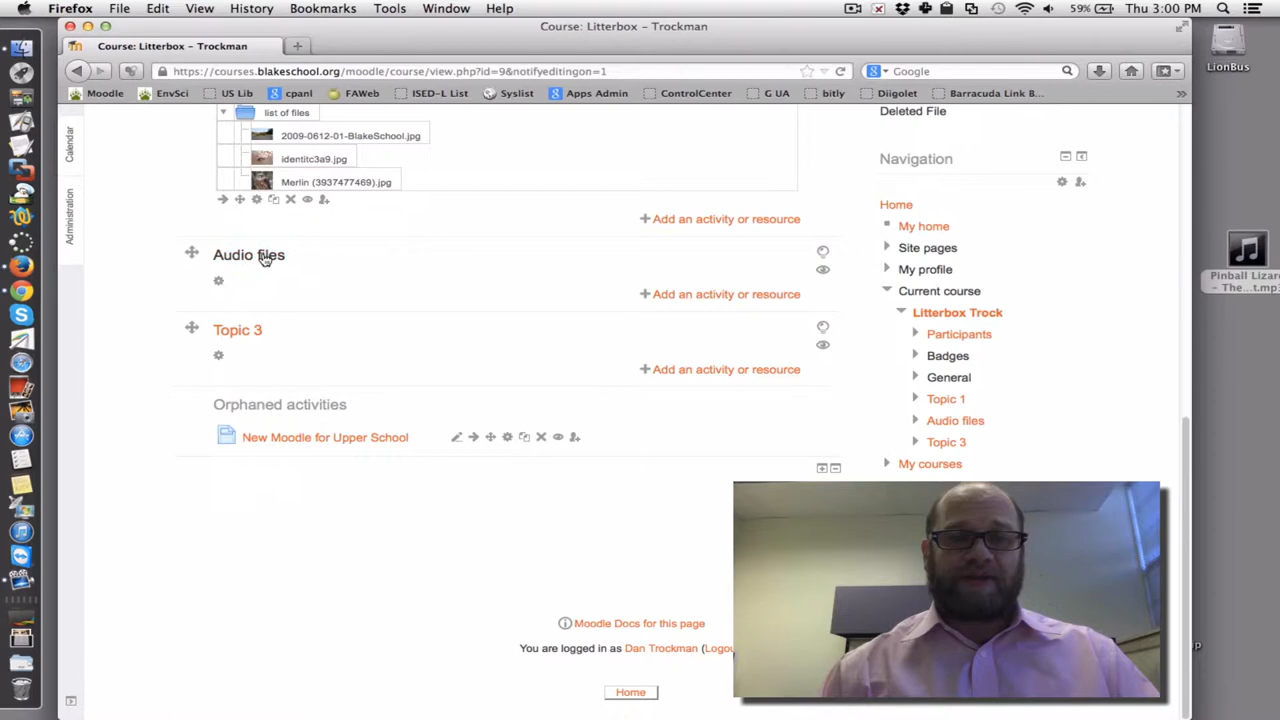 Firefox File Edit View History Bookmarks Tools Window Help 59% Thu 3:00 PM
Course: Litterbox – Trockman
Course: Litterbox – Trockman
https://courses.blakeschool.org/moodle/course/view.php?id=9&notifyeditingon=1 Google
Moodle EnvSci US Lib cpanl FAWeb ISED-L List Syslist Apps Admin ControlCenter G UA bitly Diigolet Barracuda Link B...
LionBus
Calendar
Administration
list of files
2009-0612-01-BlakeSchool.jpg
identitc3a9.jpg
Merlin (3937477469).jpg
Add an activity or resource
Audio files
Add an activity or resource
Topic 3
Add an activity or resource
Orphaned activities
New Moodle for Upper School
Deleted File
Navigation
Home
My home
Site pages
My profile
Current course
Litterbox Trock
Participants
Badges
General
Topic 1
Audio files
Topic 3
My courses
Pinball Lizar
– The...t.mp3
Moodle Docs for this page
You are logged in as Dan Trockman (Logou
Home
ip